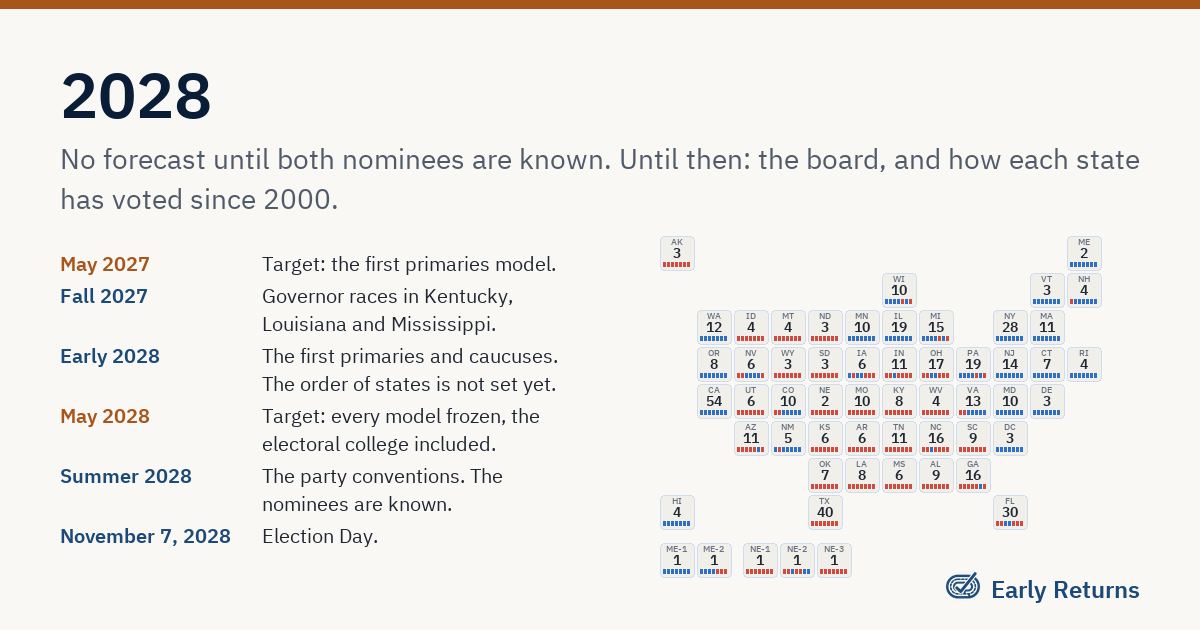 2028
No forecast until both nominees are known. Until then: the board, and how each state
has voted since 2000.
May 2027 Target: the first primaries model.
Fall 2027 Governor races in Kentucky,
Louisiana and Mississippi.
Early 2028 The first primaries and caucuses.
The order of states is not set yet.
May 2028 Target: every model frozen, the
electoral college included.
Summer 2028 The party conventions. The
nominees are known.
November 7, 2028 Election Day.
AK ME
3 2
WI VT NH
10 3 4
WA ID MT ND MN IL MI NY MA
12 4 4 3 10 19 15 28 11
OR NV WY SD IA IN OH PA NJ CT RI
8 6 3 3 6 11 17 19 14 7 4
CA UT CO NE MO KY WV VA MD DE
54 6 10 2 10 8 4 13 10 3
AZ NM KS AR TN NC SC DC
11 5 6 6 11 16 9 3
OK LA MS AL GA
7 8 6 9 16
HI TX FL
4 40 30
ME-1 ME-2 NE-1 NE-2 NE-3
1 1 1 1 1
Early Returns